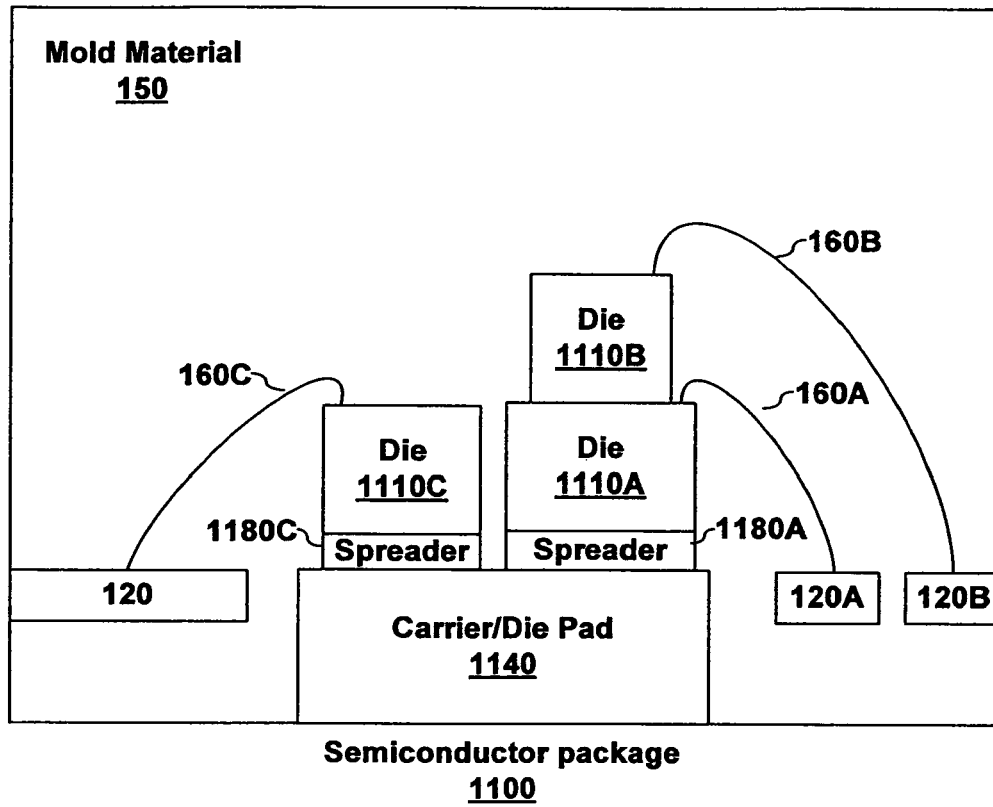 Mold Material
150
160B
Die
1110B
160C
160A
Die
1110C
Die
1110A
1180C
Spreader
Spreader
1180A
120
120A
120B
Carrier/Die Pad
1140
Semiconductor package
1100